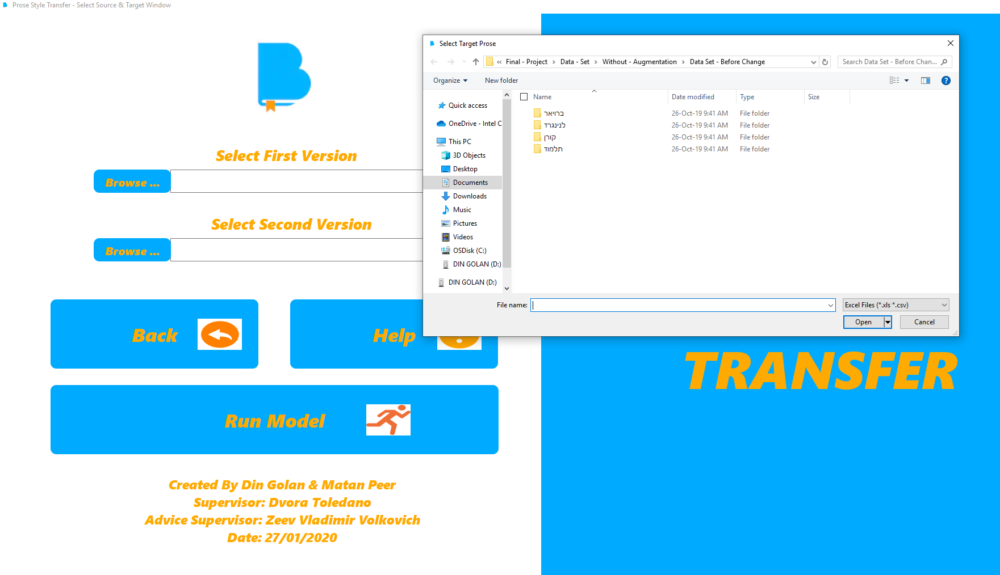 Prose Style Transfer - Select Source & Target Window
Select First Version
Browse ...
Select Second Version
Browse ...
Back
Help
Run Model
Created By Din Golan & Matan Peer
Supervisor: Dvora Toledano
Advice Supervisor: Zeev Vladimir Volkovich
Date: 27/01/2020
Select Target Prose
« Final - Project › Data - Set › Without - Augmentation › Data Set - Before Change
Search Data Set - Before Chan...
Organize
New folder
Quick access
OneDrive - Intel C
This PC
3D Objects
Desktop
Documents
Downloads
Music
Pictures
Videos
OSDisk (C:)
DIN GOLAN (D:)
DIN GOLAN (D:)
Name Date modified Type Size
ברויאר 26-Oct-19 9:41 AM File folder
לנינגרד 26-Oct-19 9:41 AM File folder
קורן 26-Oct-19 9:41 AM File folder
תלמוד 26-Oct-19 9:41 AM File folder
File name:
Excel Files (*.xls *.csv)
Open
Cancel
TRANSFER